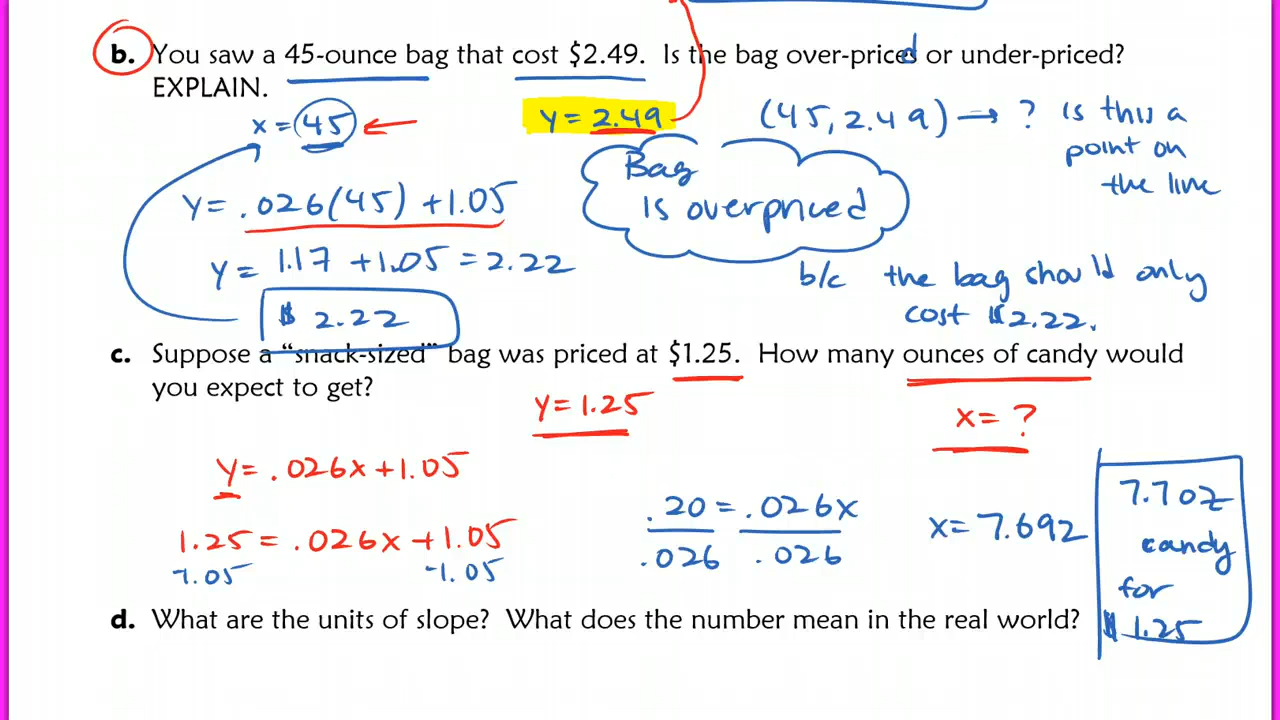 b. You saw a 45-ounce bag that cost $2.49. Is the bag over-priced or under-priced?
EXPLAIN.
x = 45
y = 2.49
(45, 2.49) → ? Is this a
point on
the line
Bag
Is overpriced
y = .026(45) + 1.05
y = 1.17 + 1.05 = 2.22
$ 2.22
b/c the bag should only
cost $2.22.
c. Suppose a “snack-sized” bag was priced at $1.25. How many ounces of candy would
you expect to get?
y = 1.25
x = ?
y = .026x + 1.05
1.25 = .026x + 1.05
-1.05 -1.05
.20 = .026x
.026 .026
x = 7.692
7.7 oz
candy
for
$ 1.25
d. What are the units of slope? What does the number mean in the real world?